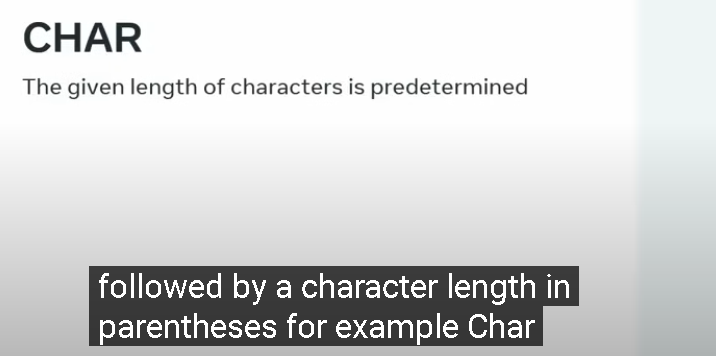 CHAR
The given length of characters is predetermined
followed by a character length in
parentheses for example Char